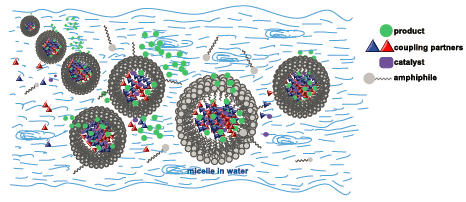 product
coupling partners
catalyst
amphiphile
micelle in water